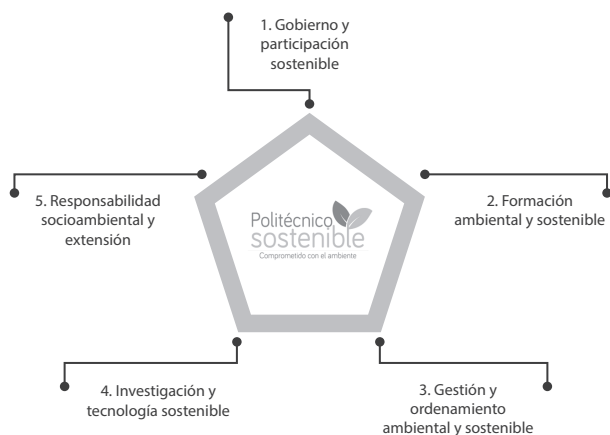 1. Gobierno y
participación
sostenible
2. Formación
ambiental y sostenible
3. Gestión y
ordenamiento
ambiental y sostenible
4. Investigación y
tecnología sostenible
5. Responsabilidad
socioambiental y
extensión
Politécnico
sostenible
Comprometido con el ambiente